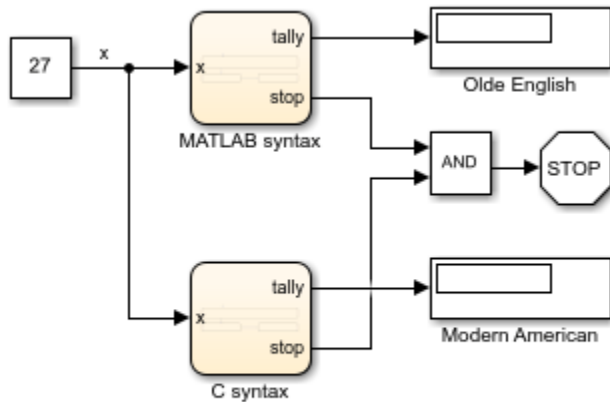 x
27
tally
x
stop
MATLAB syntax
Olde English
AND
STOP
tally
x
stop
C syntax
Modern American